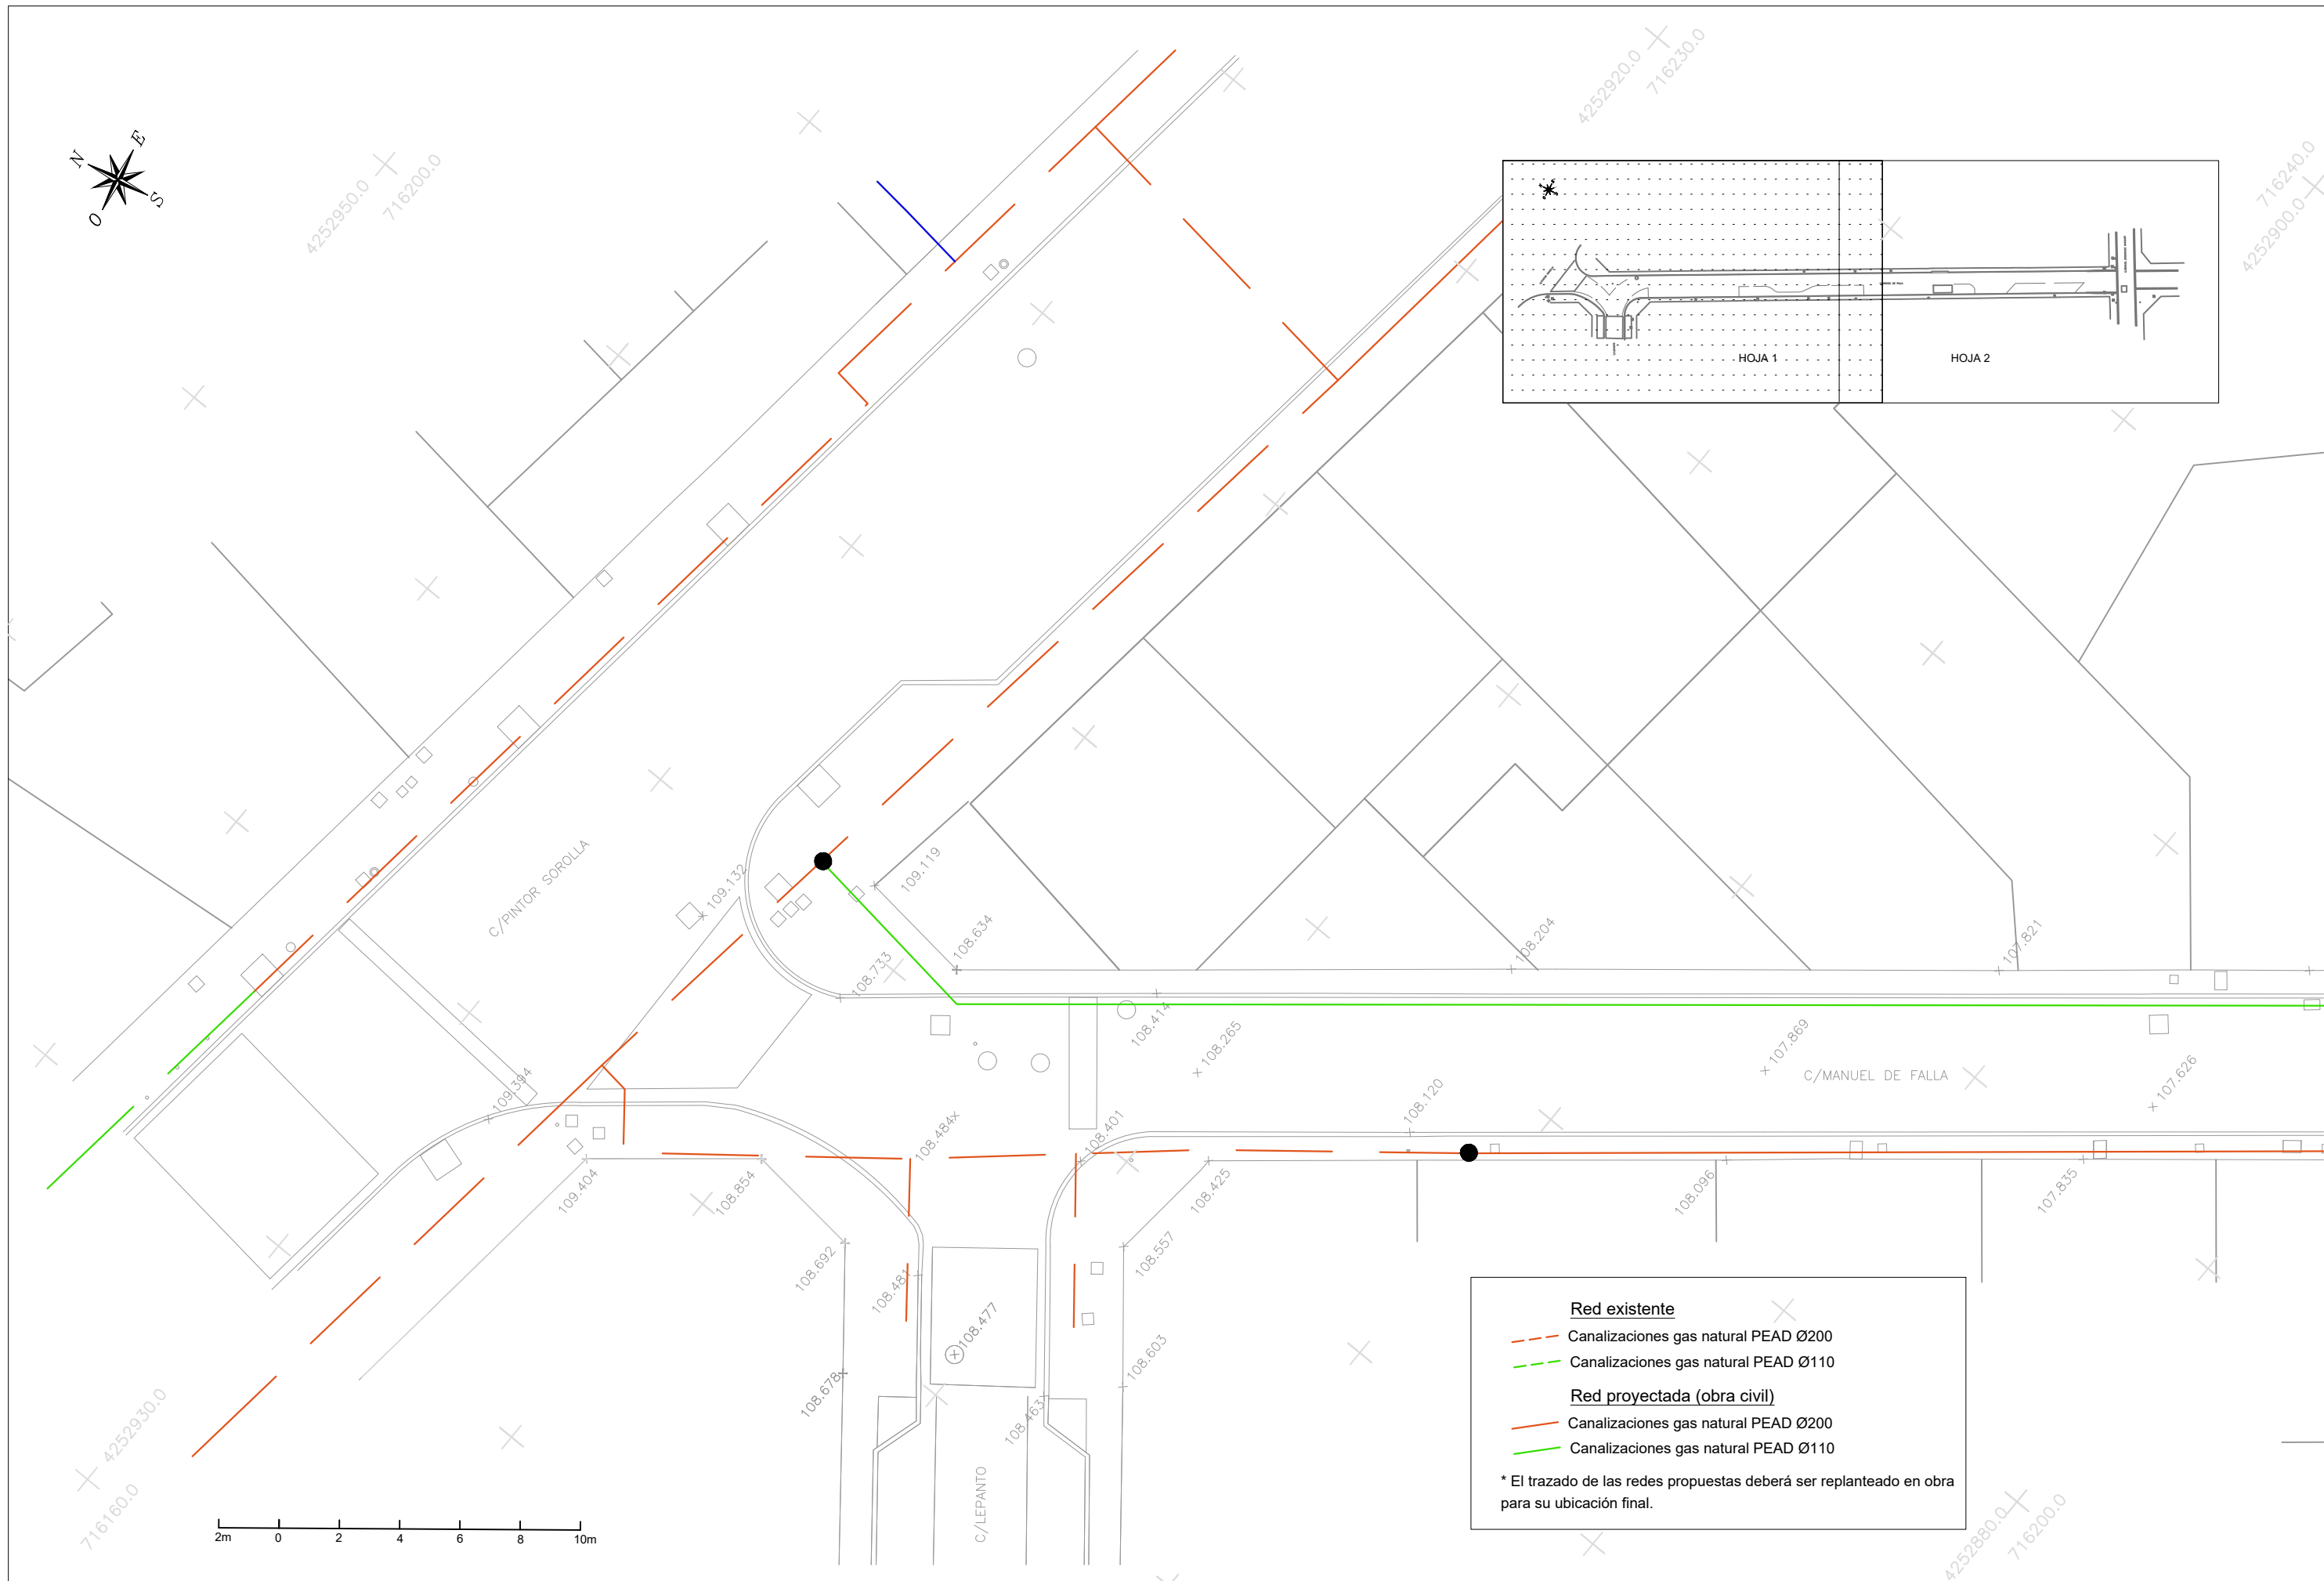 4252920.0
716230.0
N
E
S
O
4252950.0
716200.0
716240.0
4252900.0
HOJA 1
HOJA 2
C/PINTOR SOROLLA
109.132
109.119
108.634
108.733
108.204
107.821
108.414
108.265
107.869
C/MANUEL DE FALLA
107.626
109.394
108.484
108.401
108.120
109.404
108.854
108.425
108.096
107.835
108.692
108.481
108.557
108.477
108.678
108.603
108.463
C/LEPANTO
4252930.0
716160.0
2m 0 2 4 6 8 10m
Red existente
Canalizaciones gas natural PEAD Ø200
Canalizaciones gas natural PEAD Ø110
Red proyectada (obra civil)
Canalizaciones gas natural PEAD Ø200
Canalizaciones gas natural PEAD Ø110
* El trazado de las redes propuestas deberá ser replanteado en obra
para su ubicación final.
4252880.0
716200.0